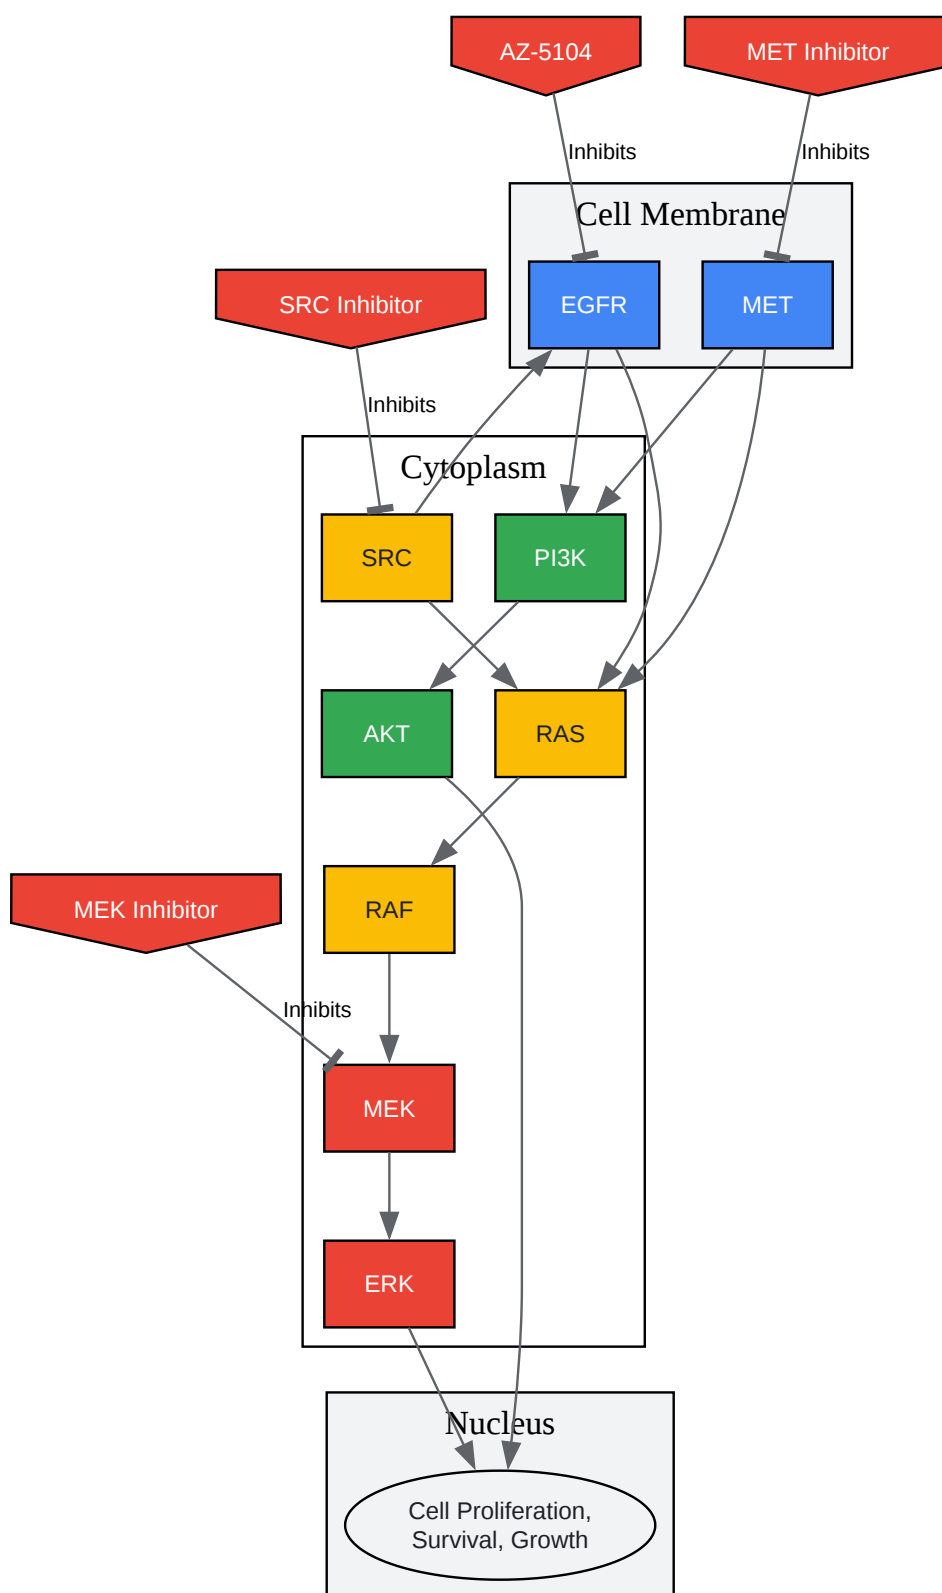 AZ-5104
MET Inhibitor
Inhibits
Inhibits
Cell Membrane
EGFR
MET
SRC Inhibitor
Inhibits
Cytoplasm
SRC
PI3K
AKT
RAS
RAF
MEK Inhibitor
Inhibits
MEK
ERK
Nucleus
Cell Proliferation,
Survival, Growth